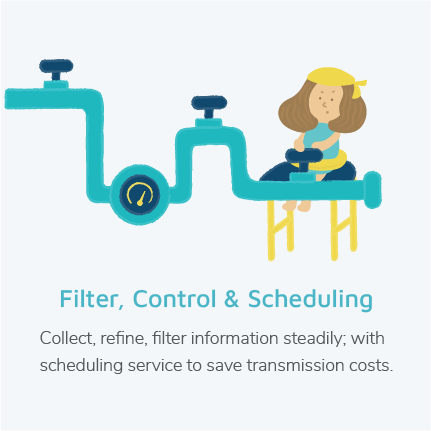 Filter, Control & Scheduling
Collect, refine, filter information steadily; with
scheduling service to save transmission costs.